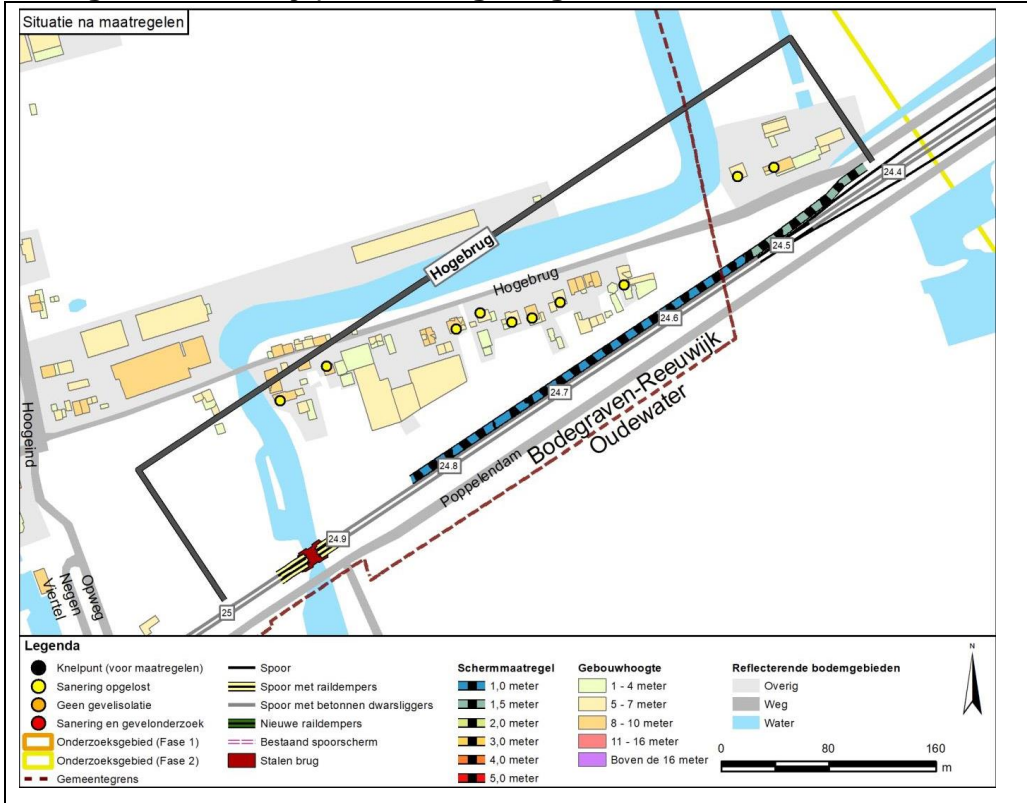 Situatie na maatregelen
24.4
Hogebrug
24.5
Hogebrug
24.6
24.7
Bodegraven-Reeuwijk
Oudewater
Hoogeind
24.8
Poppelendam
24.9
Opweg
Negen
Viertel
25
Legenda
Knelpunt (voor maatregelen)
Sanering opgelost
Geen gevelisolatie
Sanering en gevelonderzoek
Onderzoeksgebied (Fase 1)
Onderzoeksgebied (Fase 2)
Gemeentegrens
Spoor
Spoor met raildempers
Spoor met betonnen dwarsliggers
Nieuwe raildempers
Bestaand spoorscherm
Stalen brug
Schermmaatregel
1,0 meter
1,5 meter
2,0 meter
3,0 meter
4,0 meter
5,0 meter
Gebouwhoogte
1 - 4 meter
5 - 7 meter
8 - 10 meter
11 - 16 meter
Boven de 16 meter
Reflecterende bodemgebieden
Overig
Weg
Water
N
0 80 160
m